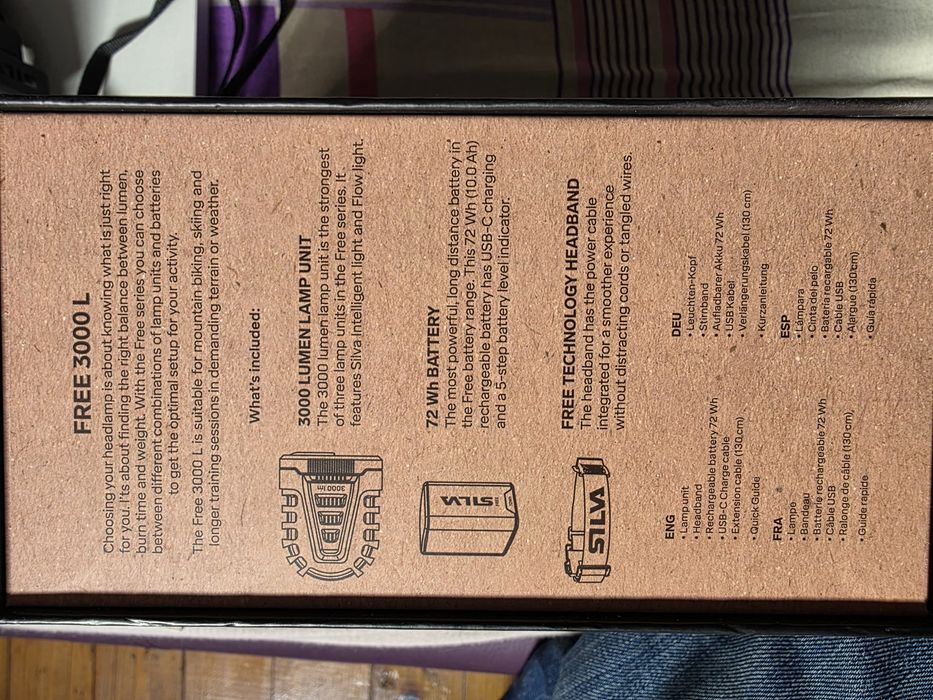 FREE 3000 L
Choosing your headlamp is about knowing what is just right
for you. It's about finding the right balance between lumen,
burn time and weight. With the Free series you can choose
between different combinations of lamp units and batteries
to get the optimal setup for your activity.
The Free 3000 L is suitable for mountain biking, skiing and
longer training sessions in demanding terrain or weather.
What's included:
3000 lm
3000 LUMEN LAMP UNIT
The 3000 lumen lamp unit is the strongest
of three lamp units in the Free series. It
features Silva Intelligent light and Flow light.
SILVA
72 Wh BATTERY
The most powerful, long distance battery in
the Free battery range. This 72 Wh (10.0 Ah)
rechargeable battery has USB-C charging
and a 5-step battery level indicator.
SILVA
FREE TECHNOLOGY HEADBAND
The headband has the power cable
integrated for a smoother experience
without distracting cords or tangled wires.
ENG
• Lamp unit
• Headband
• Rechargeable battery 72 Wh
• USB-C Charge cable
• Extension cable (130 cm)
• Quick Guide
DEU
• Leuchten-Kopf
• Stirnband
• Aufladbarer Akku 72 Wh
• USB Kabel
• Verlängerungskabel (130 cm)
• Kurzanleitung
FRA
• Lampe
• Bandeau
• Batterie rechargeable 72 Wh
• Câble USB
• Ralonge de câble (130 cm)
• Guide rapide
ESP
• Lámpara
• Cinta del pelo
• Batería recargable 72 Wh
• Cable USB
• Alargue (130cm)
• Guía rápida